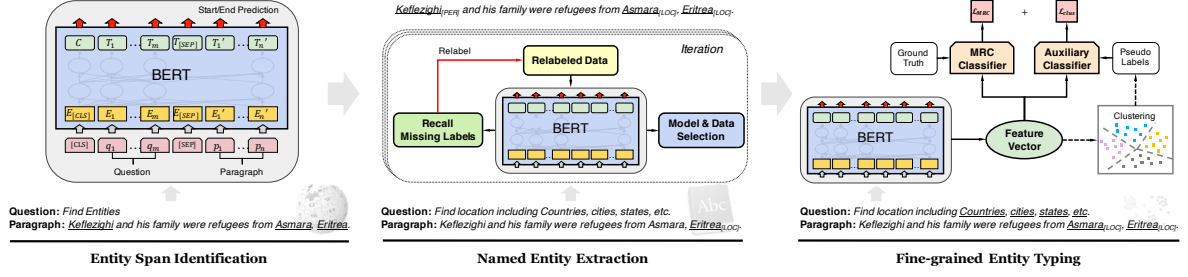 Start/End Prediction
C T₁ ... Tₘ T[SEP] T₁′ ... Tₙ′
BERT
E[CLS] E₁ ... Eₘ E[SEP] E₁′ ... Eₙ′
[CLS] q₁ ... qₘ [SEP] p₁ ... pₙ
Question Paragraph
Question: Find Entities
Paragraph: Keflezighi and his family were refugees from Asmara, Eritrea.
Entity Span Identification
Keflezighi[PER] and his family were refugees from Asmara[LOC], Eritrea[LOC].
Iteration
Relabel
Relabeled Data
Recall
Missing Labels
BERT
Model & Data
Selection
Abc
Question: Find location including Countries, cities, states, etc.
Paragraph: Keflezighi and his family were refugees from Asmara, Eritrea[LOC].
Named Entity Extraction
ℒMRC + ℒclus
Ground
Truth
MRC
Classifier
Auxiliary
Classifier
Pseudo
Labels
BERT
Feature
Vector
Clustering
Question: Find location including Countries, cities, states, etc.
Paragraph: Keflezighi and his family were refugees from Asmara[LOC], Eritrea[LOC].
Fine-grained Entity Typing